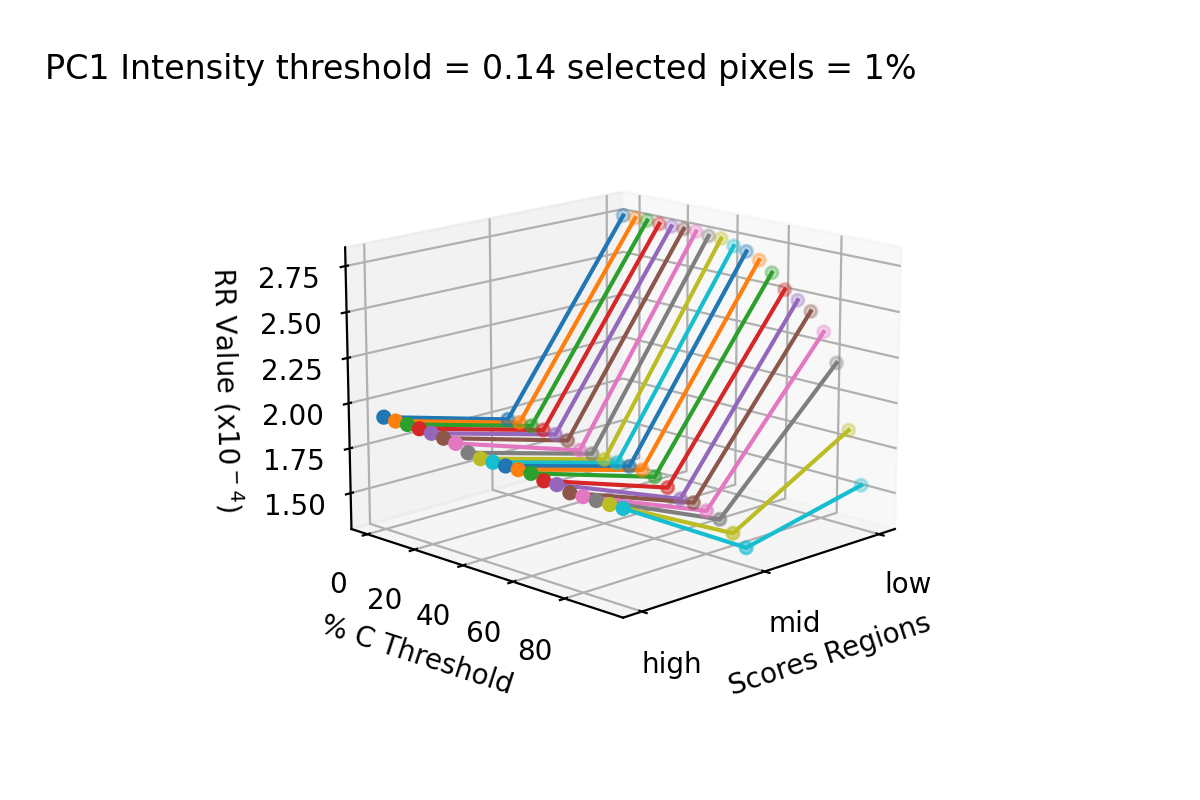 PC1 Intensity threshold = 0.14 selected pixels = 1%
RR Value (x10⁻⁴)
2.75
2.50
2.25
2.00
1.75
1.50
0
20
40
60
80
% C Threshold
high
mid
low
Scores Regions